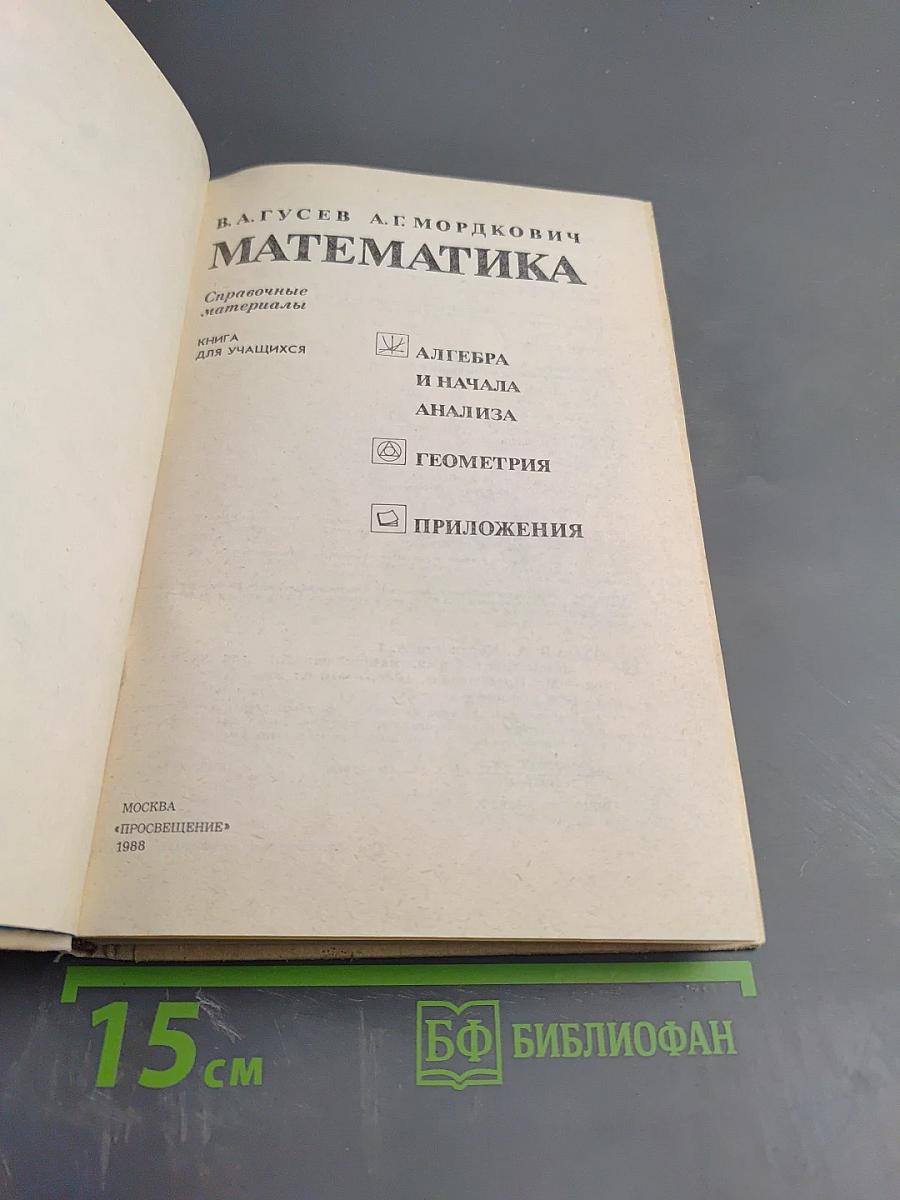 В. А. ГУСЕВ А. Г. МОРДКОВИЧ
МАТЕМАТИКА
Справочные
материалы
КНИГА
ДЛЯ УЧАЩИХСЯ
АЛГЕБРА
И НАЧАЛА
АНАЛИЗА
ГЕОМЕТРИЯ
ПРИЛОЖЕНИЯ
МОСКВА
«ПРОСВЕЩЕНИЕ»
1988
15 см
БФ БИБЛИОФАН